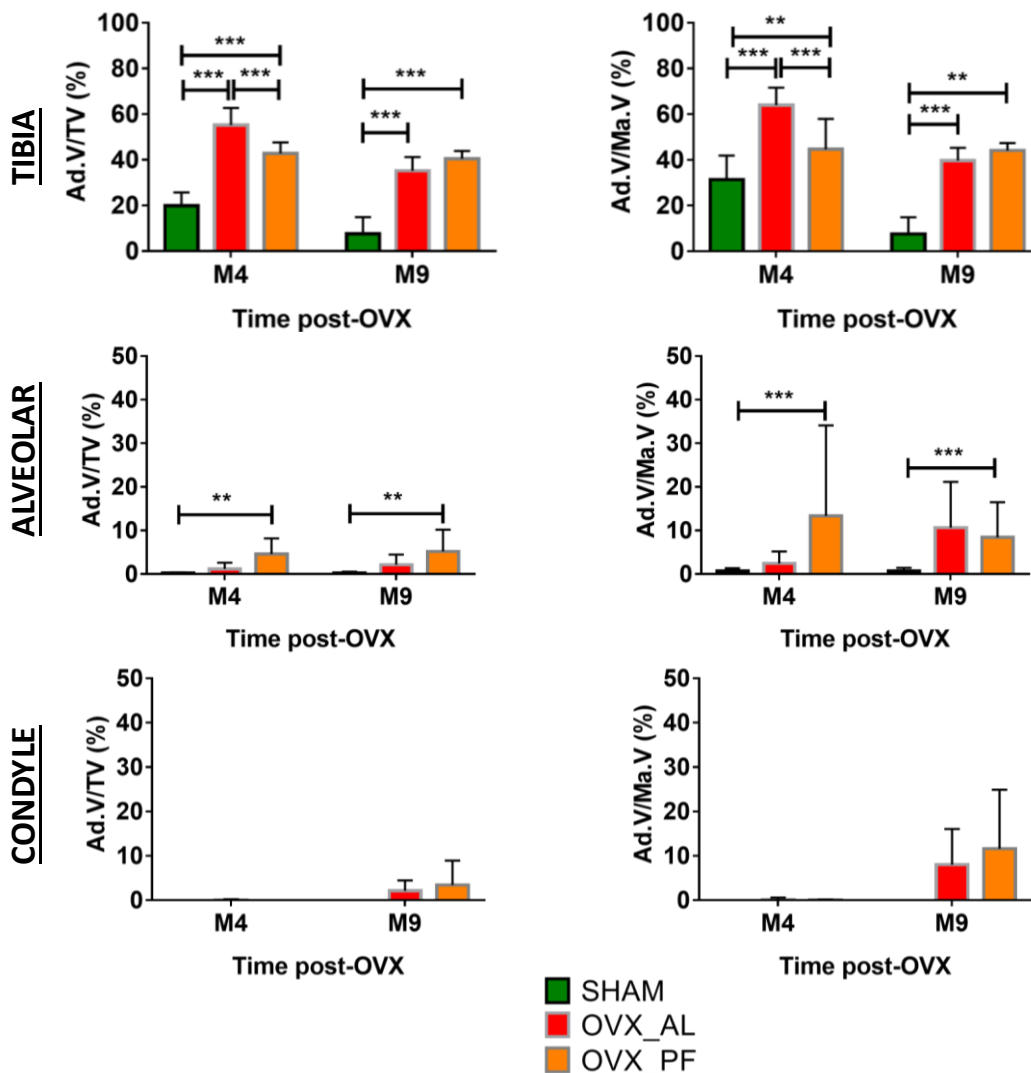 TIBIA
Ad.V/TV (%)
100
80
60
40
20
0
***
***
***
***
***
M4
M9
Time post-OVX
Ad.V/Ma.V (%)
100
80
60
40
20
0
**
***
***
**
***
M4
M9
Time post-OVX
ALVEOLAR
Ad.V/TV (%)
50
40
30
20
10
0
**
**
M4
M9
Time post-OVX
Ad.V/Ma.V (%)
50
40
30
20
10
0
***
***
M4
M9
Time post-OVX
CONDYLE
Ad.V/TV (%)
50
40
30
20
10
0
M4
M9
Time post-OVX
Ad.V/Ma.V (%)
50
40
30
20
10
0
M4
M9
Time post-OVX
SHAM
OVX_AL
OVX PF